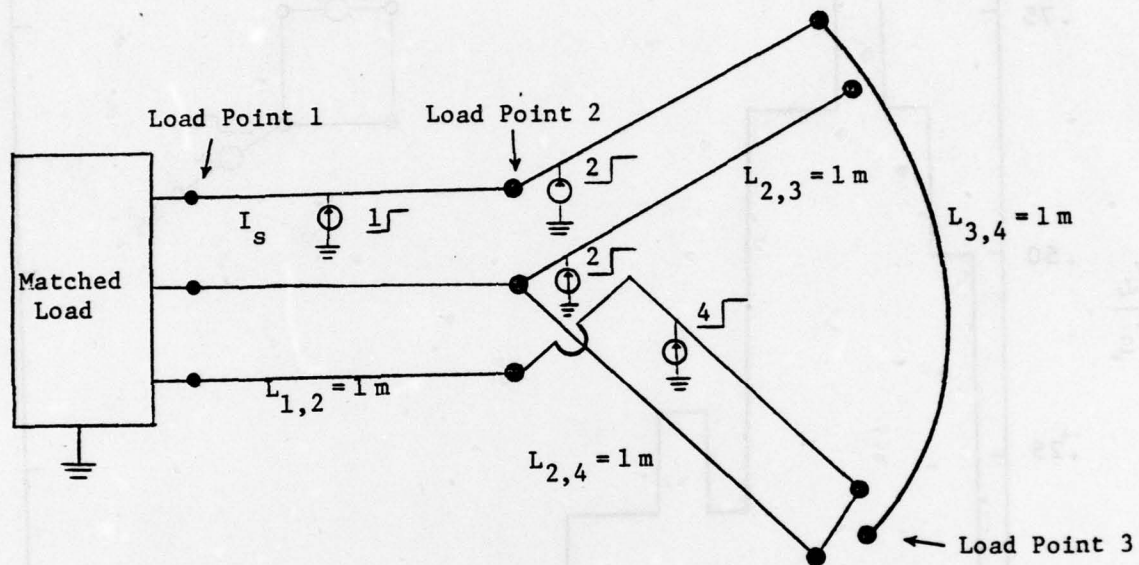 Load Point 1
Load Point 2
2
L2,3 = 1 m
Is
1
L3,4 = 1 m
Matched
Load
2
4
L1,2 = 1 m
L2,4 = 1 m
Load Point 3